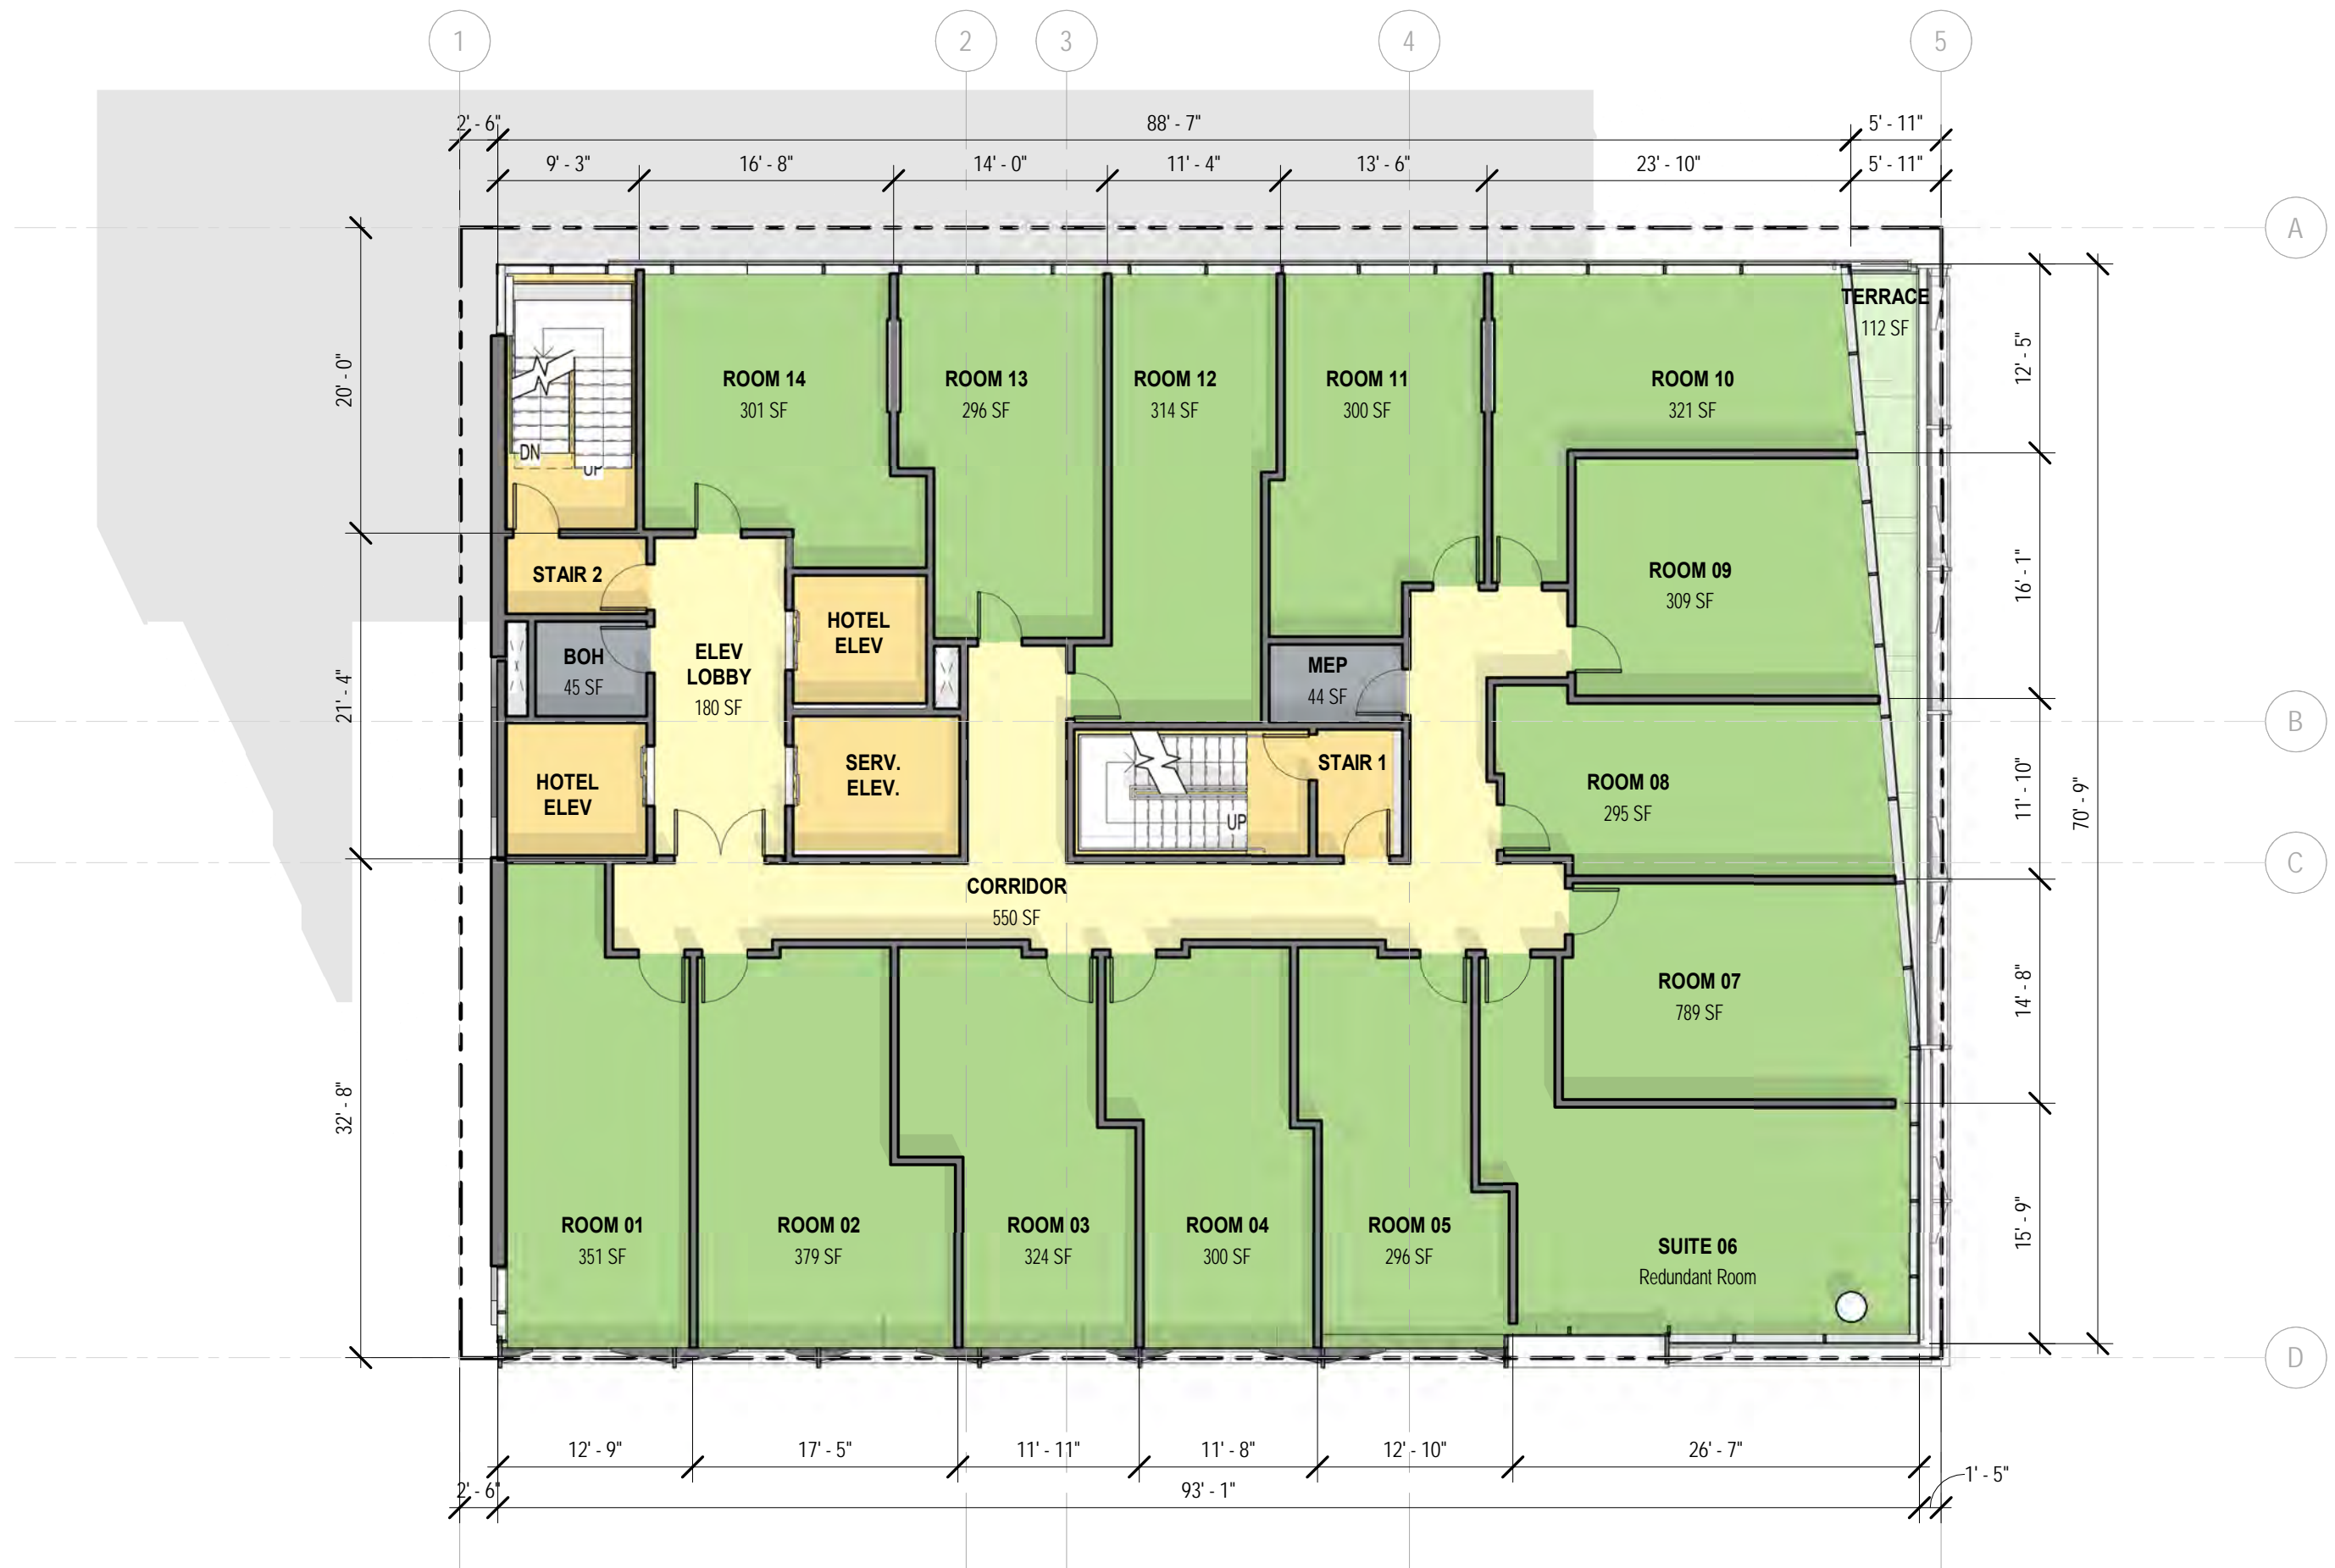 1
2
3
4
5
2' - 6"
88' - 7"
5' - 11"
9' - 3"
16' - 8"
14' - 0"
11' - 4"
13' - 6"
23' - 10"
5' - 11"
A
TERRACE
112 SF
20' - 0"
12' - 5"
ROOM 14
301 SF
ROOM 13
296 SF
ROOM 12
314 SF
ROOM 11
300 SF
ROOM 10
321 SF
DN
UP
STAIR 2
ROOM 09
309 SF
16' - 1"
HOTEL
ELEV
BOH
45 SF
ELEV
LOBBY
180 SF
MEP
44 SF
21' - 4"
B
HOTEL
ELEV
SERV.
ELEV.
STAIR 1
UP
ROOM 08
295 SF
11' - 10"
70' - 9"
C
CORRIDOR
550 SF
ROOM 07
789 SF
14' - 8"
32' - 8"
ROOM 01
351 SF
ROOM 02
379 SF
ROOM 03
324 SF
ROOM 04
300 SF
ROOM 05
296 SF
SUITE 06
Redundant Room
15' - 9"
D
12' - 9"
17' - 5"
11' - 11"
11' - 8"
12' - 10"
26' - 7"
1' - 5"
2' - 6"
93' - 1"